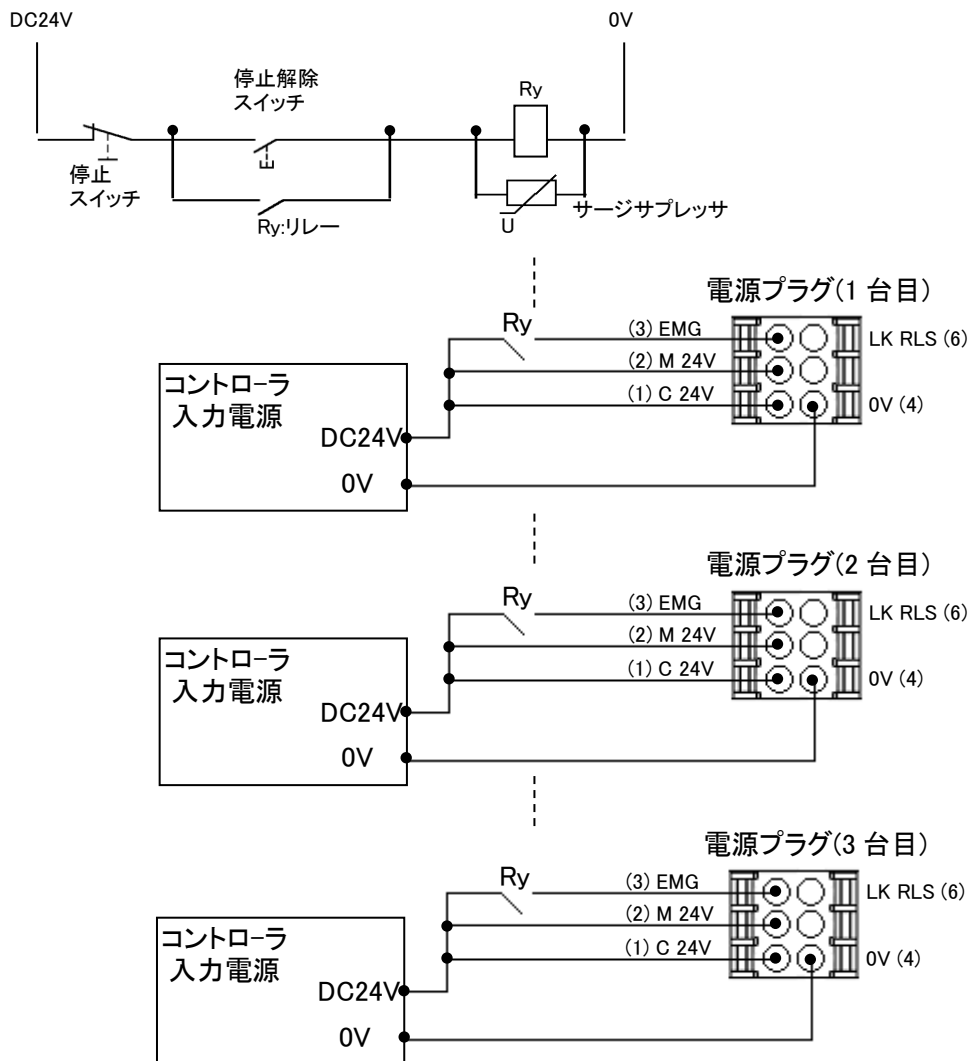 DC24V
0V
停止解除
スイッチ
Ry
停止
スイッチ
Ry:リレー
U
サージサプレッサ
電源プラグ(1 台目)
Ry
(3) EMG
LK RLS (6)
(2) M 24V
(1) C 24V
0V (4)
コントローラ
入力電源
DC24V
0V
電源プラグ(2 台目)
Ry
(3) EMG
LK RLS (6)
(2) M 24V
(1) C 24V
0V (4)
コントローラ
入力電源
DC24V
0V
電源プラグ(3 台目)
Ry
(3) EMG
LK RLS (6)
(2) M 24V
(1) C 24V
0V (4)
コントローラ
入力電源
DC24V
0V